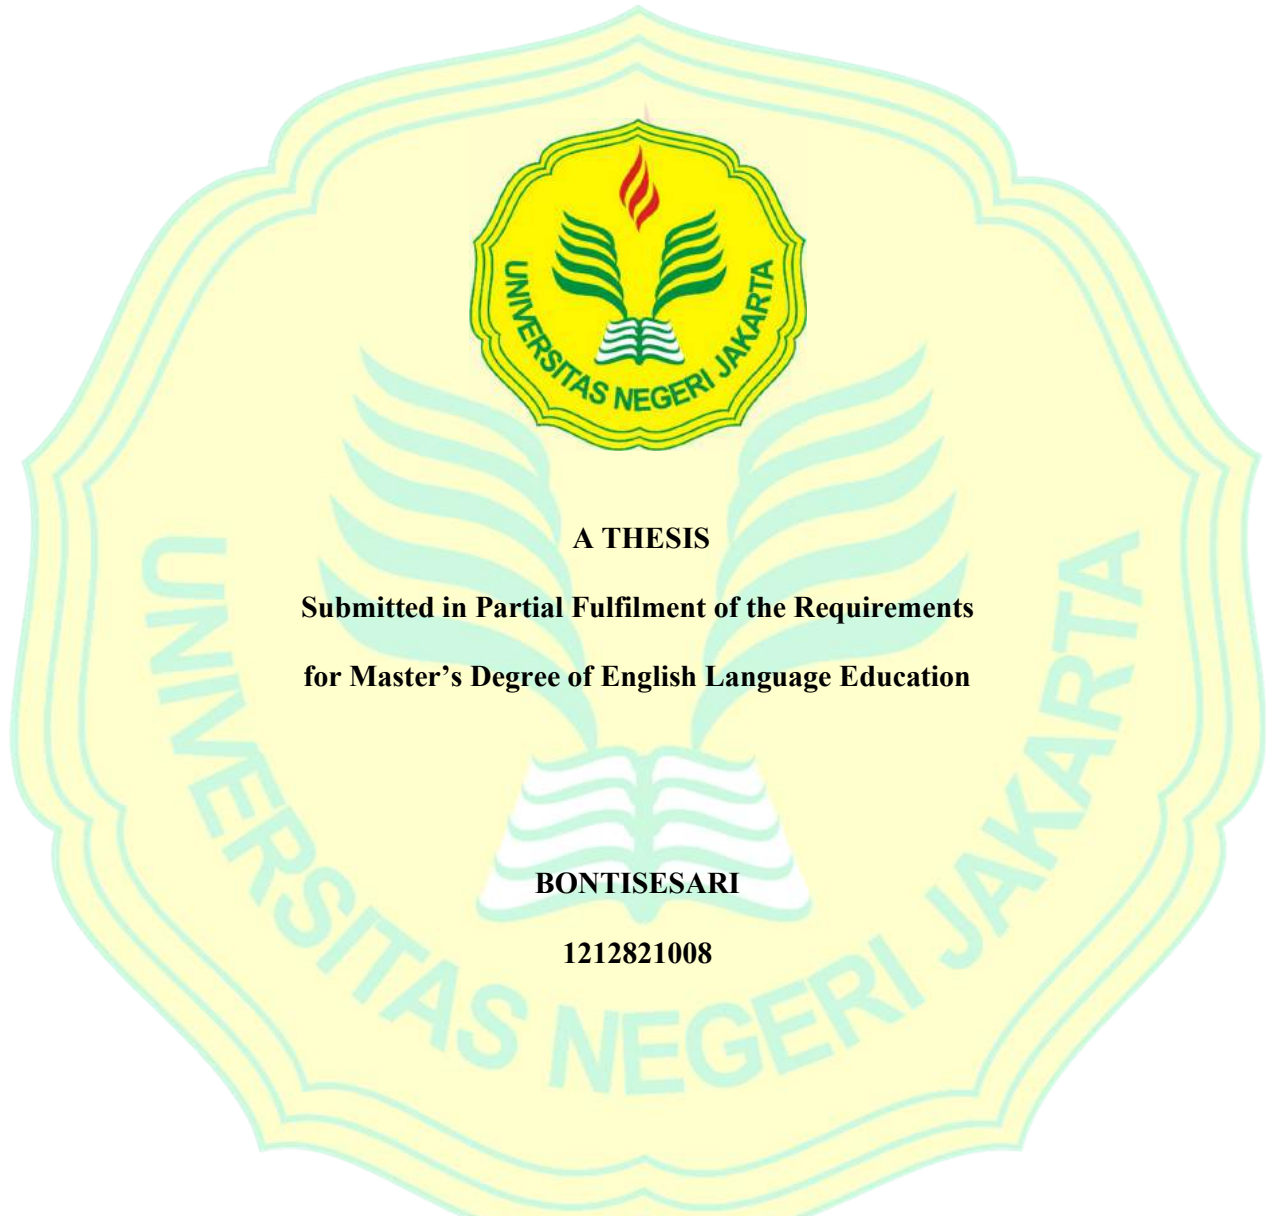 UNIVERSITAS NEGERI JAKARTA
A THESIS
Submitted in Partial Fulfilment of the Requirements
for Master’s Degree of English Language Education
BONTISESARI
1212821008
UNIVERSITAS NEGERI JAKARTA